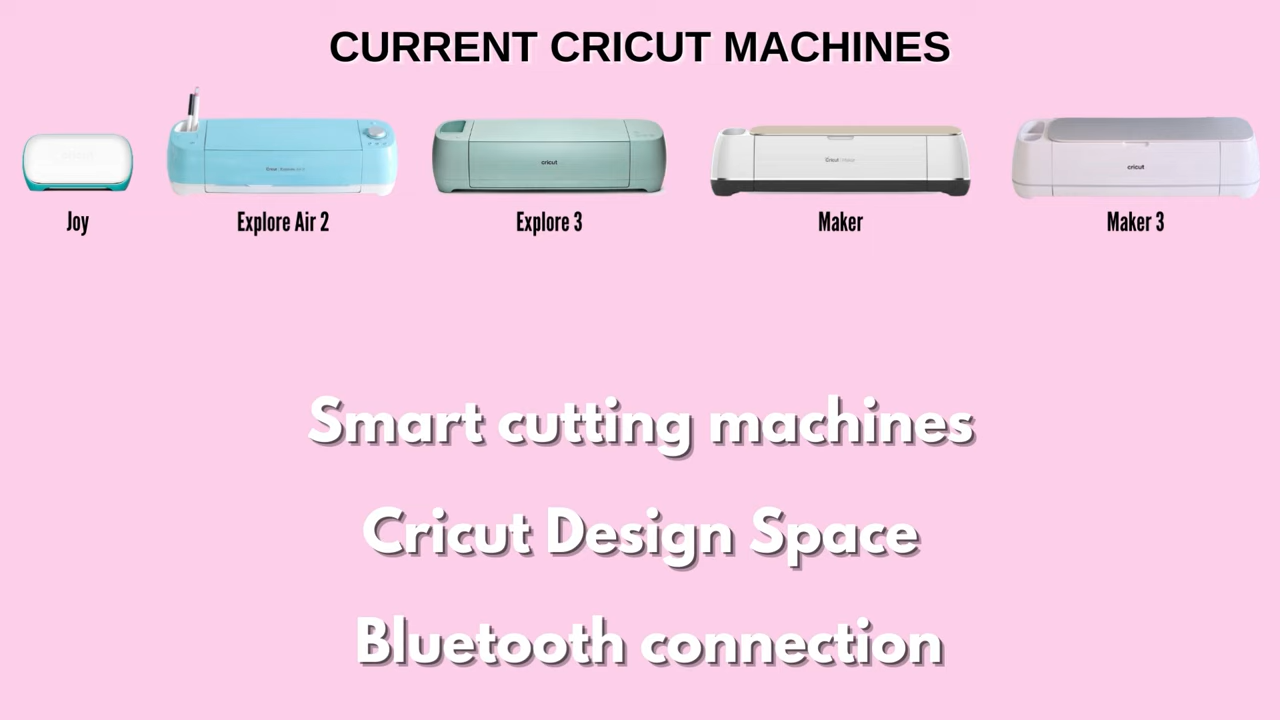 CURRENT CRICUT MACHINES
cricut
Joy
Explore Air 2
Explore 3
Maker
Maker 3
Smart cutting machines
Cricut Design Space
Bluetooth connection